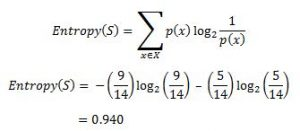 Entropy(S) = ∑ x∈X p(x) log₂ 1/p(x)
Entropy(S) = −(9/14) log₂ (9/14) − (5/14) log₂ (5/14)
= 0.940